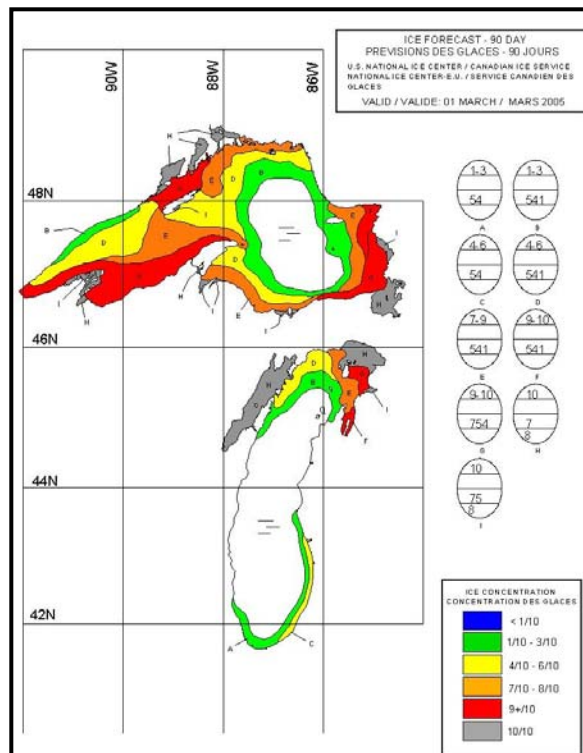 ICE FORECAST - 90 DAY
PREVISIONS DES GLACES - 90 JOURS
U.S. NATIONAL ICE CENTER / CANADIAN ICE SERVICE
NATIONAL ICE CENTER-E.U. / SERVICE CANADIEN DES
GLACES
VALID / VALIDE: 01 MARCH / MARS 2005
90W
88W
86W
48N
46N
44N
42N
H
I
B
D
E
D
B
I
D
E
I
H
I
H
H
I
E
I
H
D
B
H
E
I
F
A
C
1-3
54
A
1-3
541
B
4-6
54
C
4-6
541
D
7-9
541
E
9-10
541
F
9-10
754
G
10
7
8
H
10
75
8
I
ICE CONCENTRATION
CONCENTRATION DES GLACES
< 1/10
1/10 - 3/10
4/10 - 6/10
7/10 - 8/10
9+/10
10/10